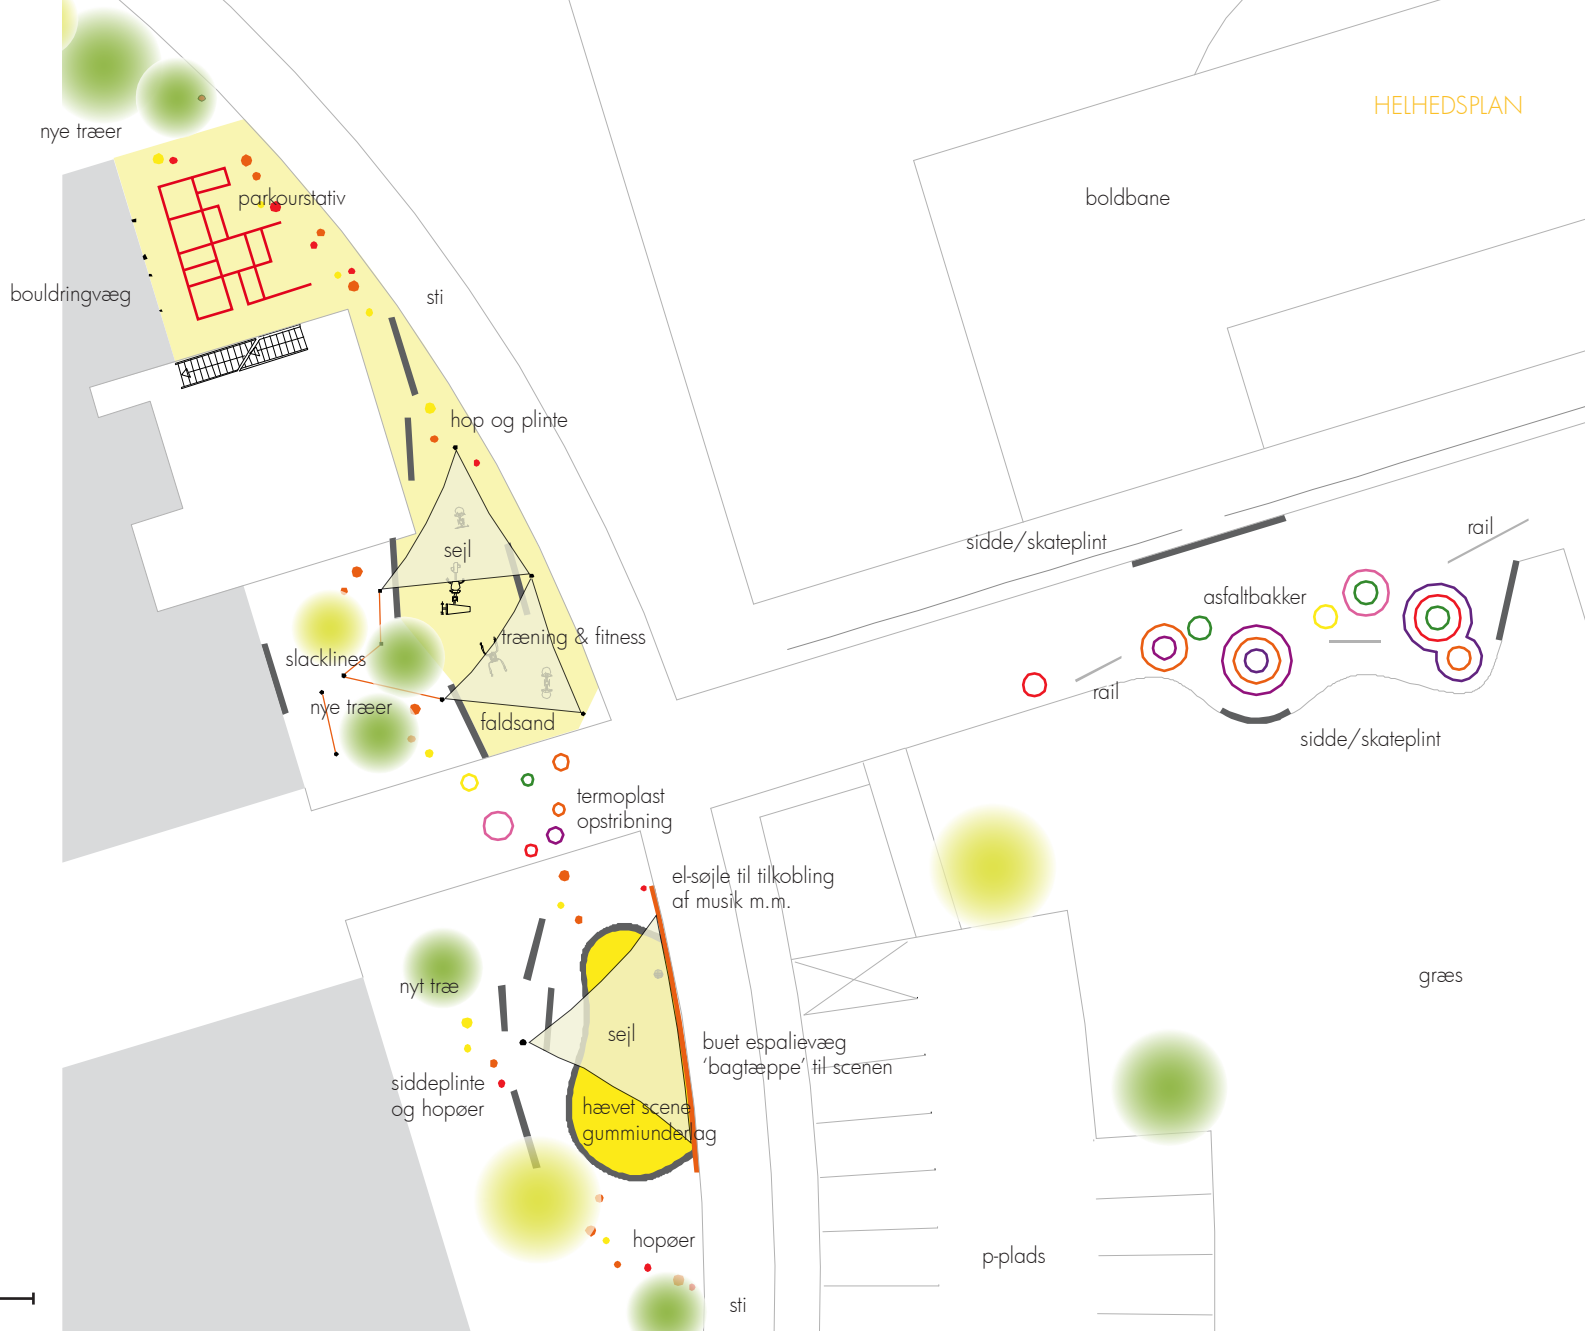 HELHEDSPLAN
nye træer
parkourstativ
boldbane
bouldringvæg
sti
hop og plinte
sejl
sidde/skateplint
rail
asfaltbakker
træning & fitness
slacklines
nye træer
faldsand
rail
sidde/skateplint
termoplast
opstribning
el-søjle til tilkobling
af musik m.m.
nyt træ
græs
sejl
buet espalievæg
‘bagtæppe’ til scenen
siddeplinte
og hopøer
hævet scene
gummiunderlag
hopøer
p-plads
sti